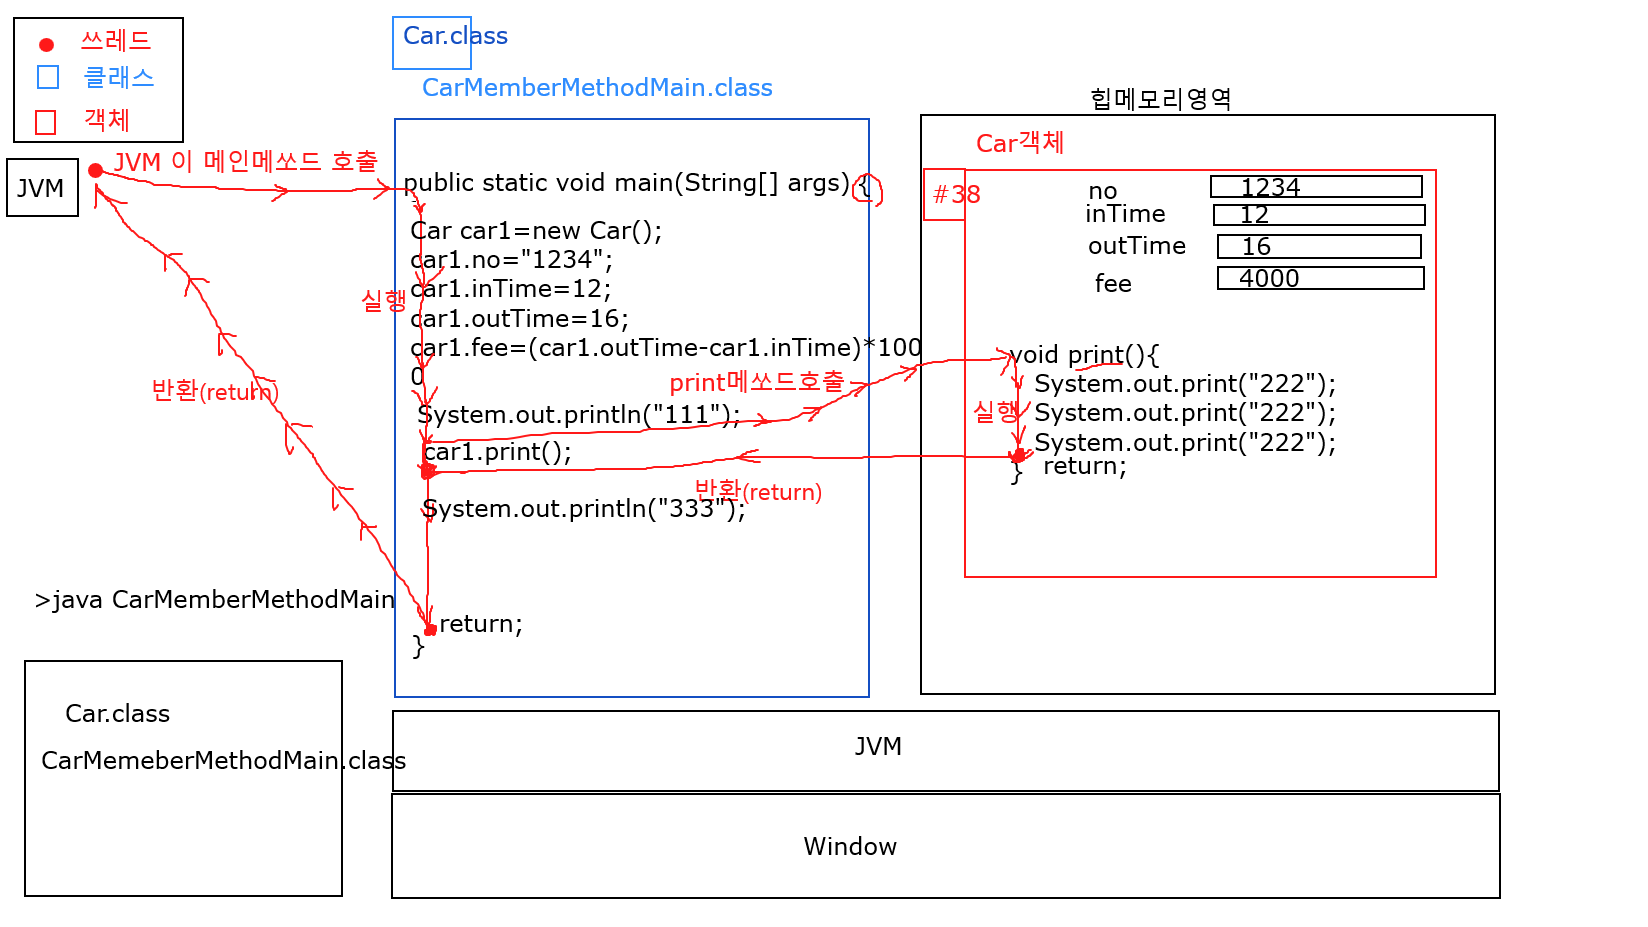 쓰레드
클래스
객체
JVM
JVM 이 메인메쏘드 호출
Car.class
CarMemberMethodMain.class
public static void main(String[] args) {
Car car1=new Car();
car1.no="1234";
car1.inTime=12;
실행
car1.outTime=16;
car1.fee=(car1.outTime-car1.inTime)*100
0
print메쏘드호출
반환(return)
System.out.println("111");
car1.print();
반환(return)
System.out.println("333");
return;
}
힙메모리영역
Car객체
#38
no 1234
inTime 12
outTime 16
fee 4000
void print(){
System.out.print("222");
실행
System.out.print("222");
System.out.print("222");
} return;
>java CarMemberMethodMain
Car.class
CarMemeberMethodMain.class
JVM
Window